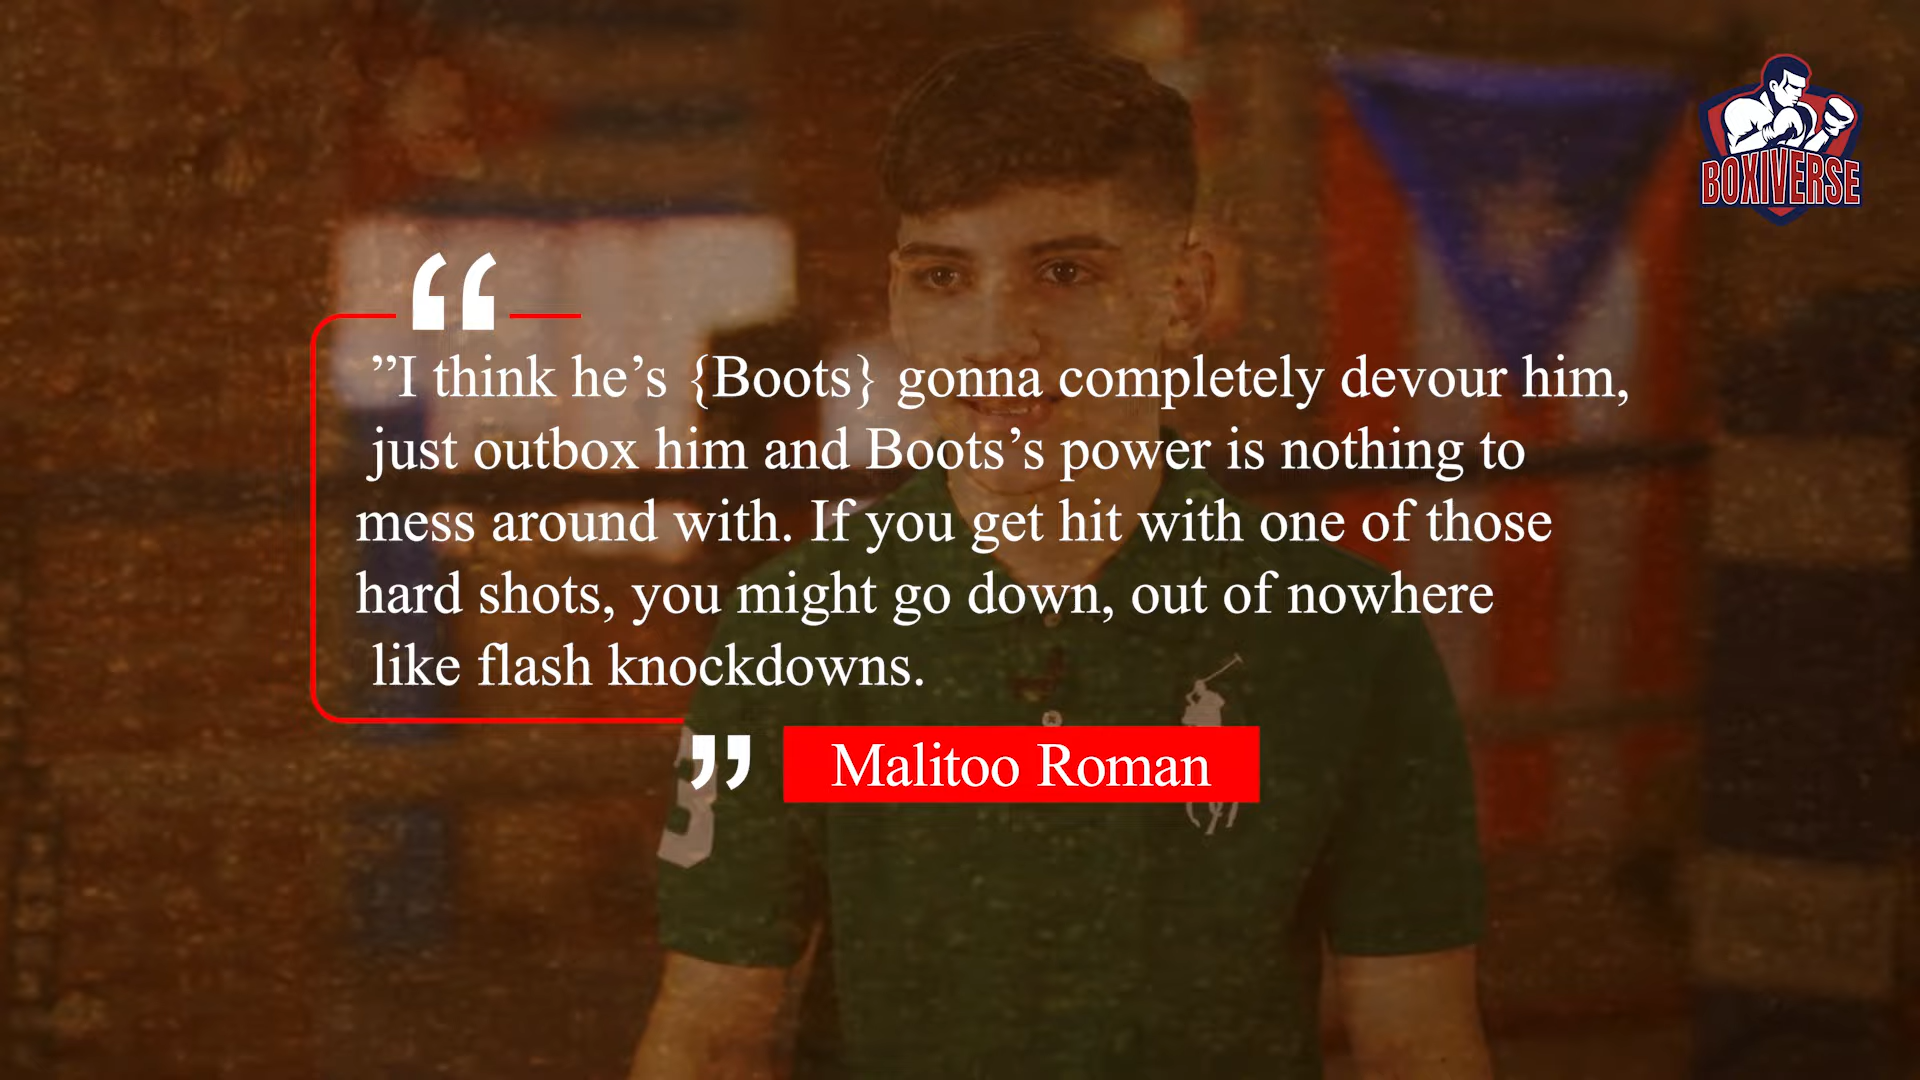 BOXIVERSE
“
”I think he’s {Boots} gonna completely devour him,
just outbox him and Boots’s power is nothing to
mess around with. If you get hit with one of those
hard shots, you might go down, out of nowhere
like flash knockdowns.
”
Malitoo Roman
3